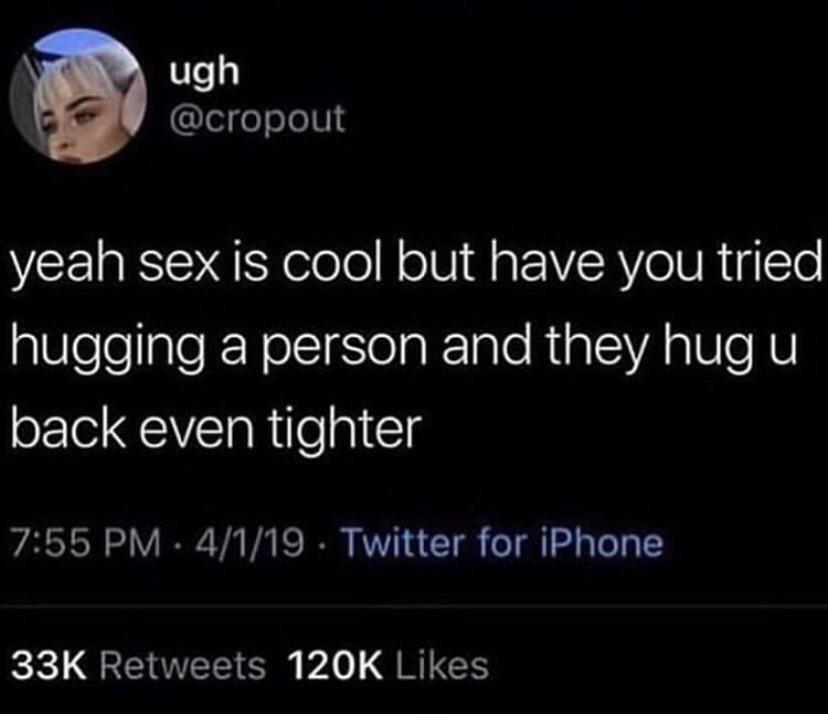 ugh
@cropout
yeah sex is cool but have you tried
hugging a person and they hug u
back even tighter
7:55 PM · 4/1/19 · Twitter for iPhone
33K Retweets 120K Likes